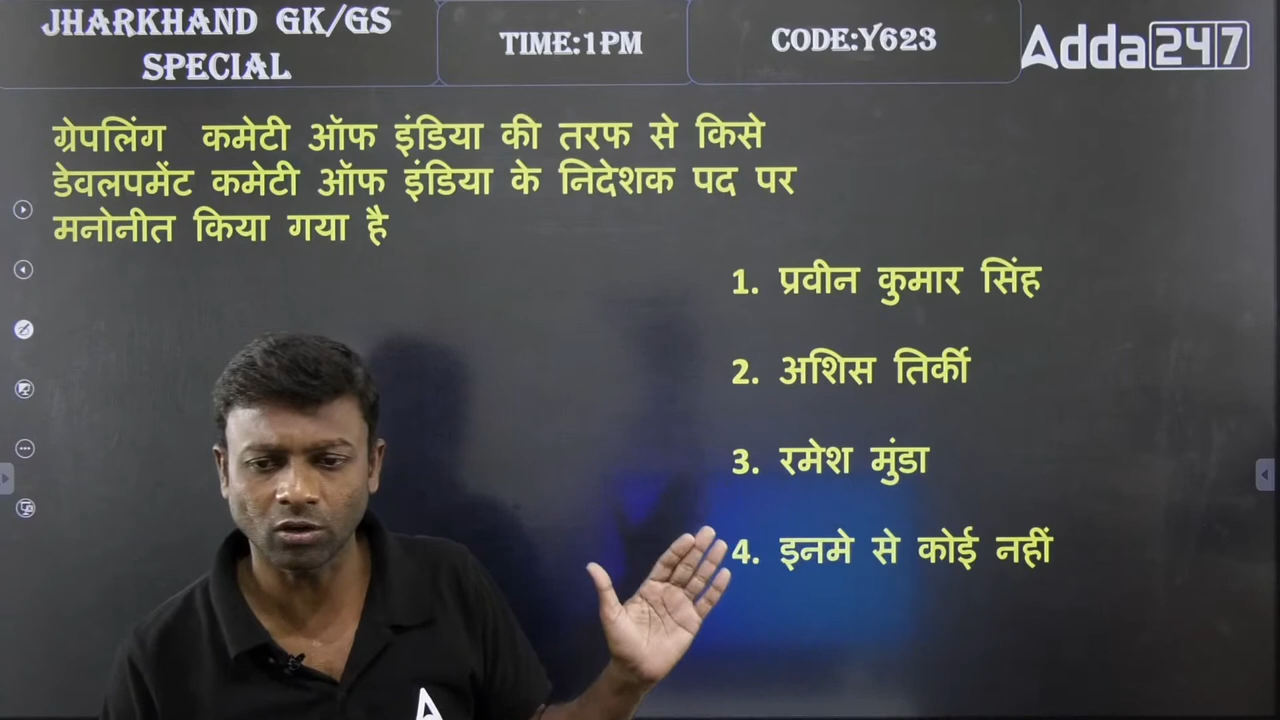 JHARKHAND GK/GS
SPECIAL
TIME:1PM
CODE:Y623
Adda247
ग्रेपलिंग कमेटी ऑफ इंडिया की तरफ से किसे
डेवलपमेंट कमेटी ऑफ इंडिया के निदेशक पद पर
मनोनीत किया गया है
1. प्रवीन कुमार सिंह
2. अशिस तिर्की
3. रमेश मुंडा
4. इनमे से कोई नहीं